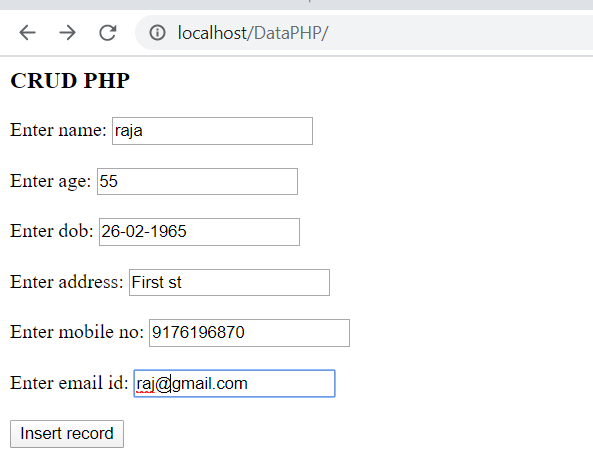 localhost/DataPHP/
CRUD PHP
Enter name: raja
Enter age: 55
Enter dob: 26-02-1965
Enter address: First st
Enter mobile no: 9176196870
Enter email id: raj@gmail.com
Insert record